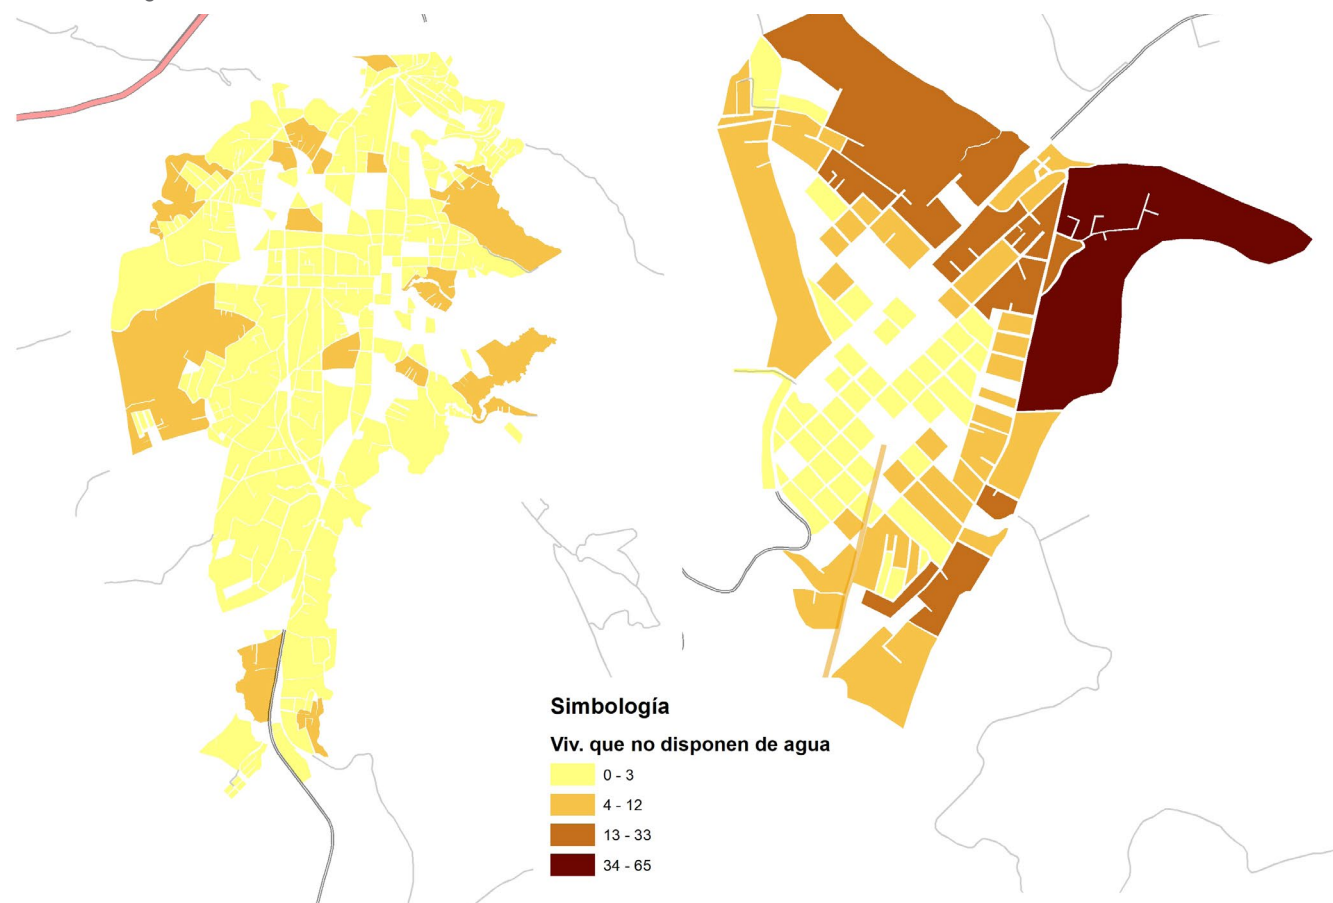 Simbología
Viv. que no disponen de agua
0 - 3
4 - 12
13 - 33
34 - 65